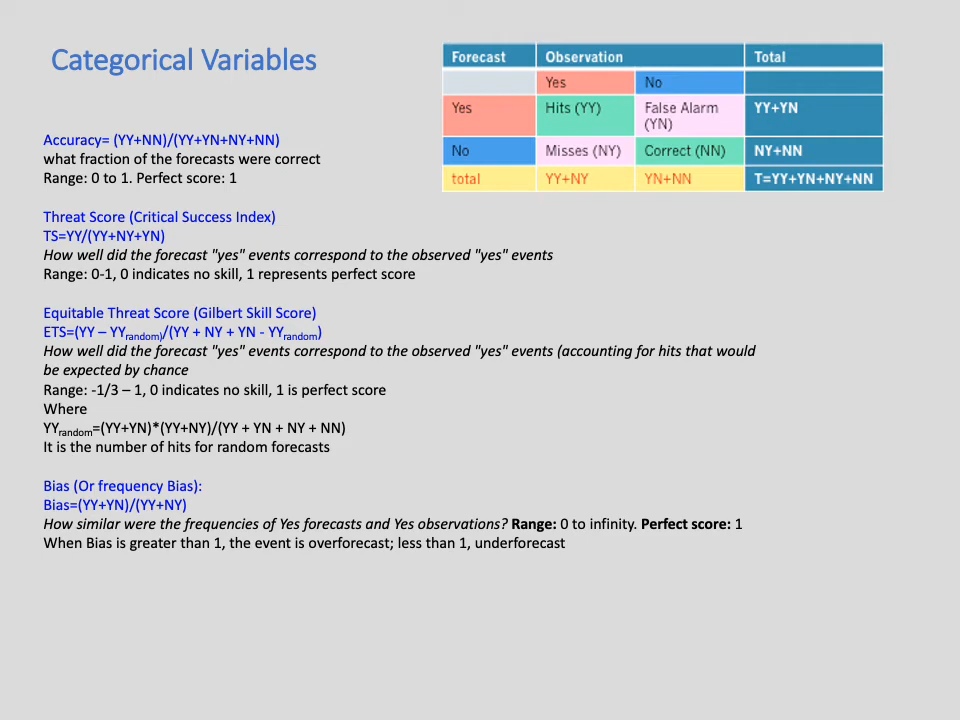 Categorical Variables
Forecast Observation Total
Yes No
Yes Hits (YY) False Alarm (YN) YY+YN
No Misses (NY) Correct (NN) NY+NN
total YY+NY YN+NN T=YY+YN+NY+NN
Accuracy= (YY+NN)/(YY+YN+NY+NN)
what fraction of the forecasts were correct
Range: 0 to 1. Perfect score: 1
Threat Score (Critical Success Index)
TS=YY/(YY+NY+YN)
How well did the forecast "yes" events correspond to the observed "yes" events
Range: 0-1, 0 indicates no skill, 1 represents perfect score
Equitable Threat Score (Gilbert Skill Score)
ETS=(YY – YYrandom)/(YY + NY + YN - YYrandom)
How well did the forecast "yes" events correspond to the observed "yes" events (accounting for hits that would
be expected by chance
Range: -1/3 – 1, 0 indicates no skill, 1 is perfect score
Where
YYrandom=(YY+YN)*(YY+NY)/(YY + YN + NY + NN)
It is the number of hits for random forecasts
Bias (Or frequency Bias):
Bias=(YY+YN)/(YY+NY)
How similar were the frequencies of Yes forecasts and Yes observations? Range: 0 to infinity. Perfect score: 1
When Bias is greater than 1, the event is overforecast; less than 1, underforecast